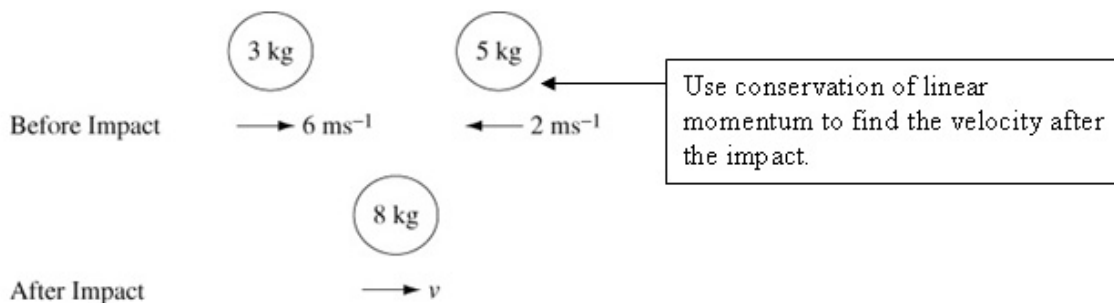 3 kg
5 kg
Use conservation of linear
momentum to find the velocity after
the impact.
Before Impact
6 ms⁻¹
2 ms⁻¹
8 kg
After Impact
v